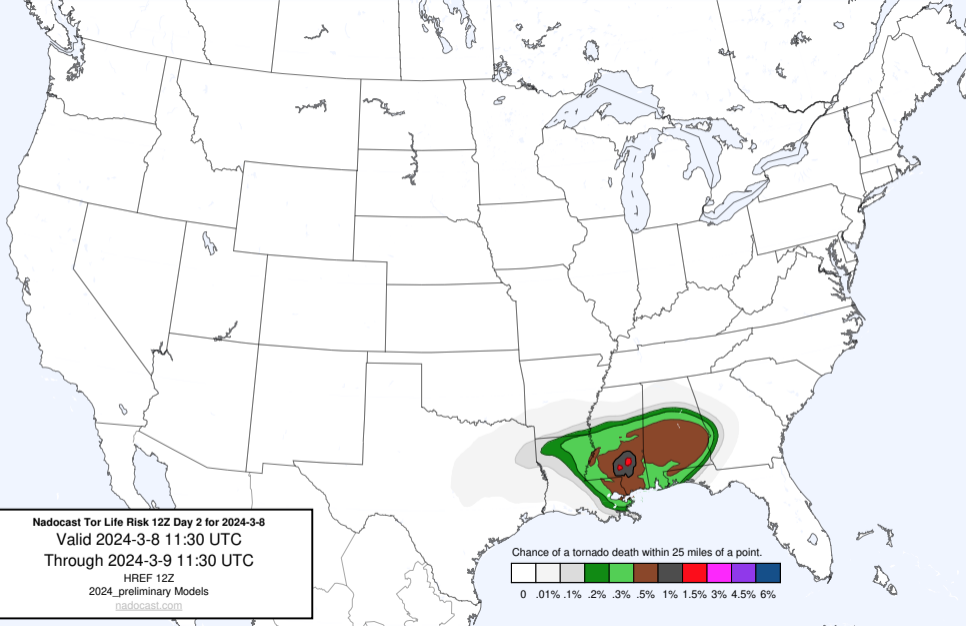 Nadocast Tor Life Risk 12Z Day 2 for 2024-3-8
Valid 2024-3-8 11:30 UTC
Through 2024-3-9 11:30 UTC
HREF 12Z
2024_preliminary Models
nadocast.com
Chance of a tornado death within 25 miles of a point.
0 .01% .1% .2% .3% .5% 1% 1.5% 3% 4.5% 6%